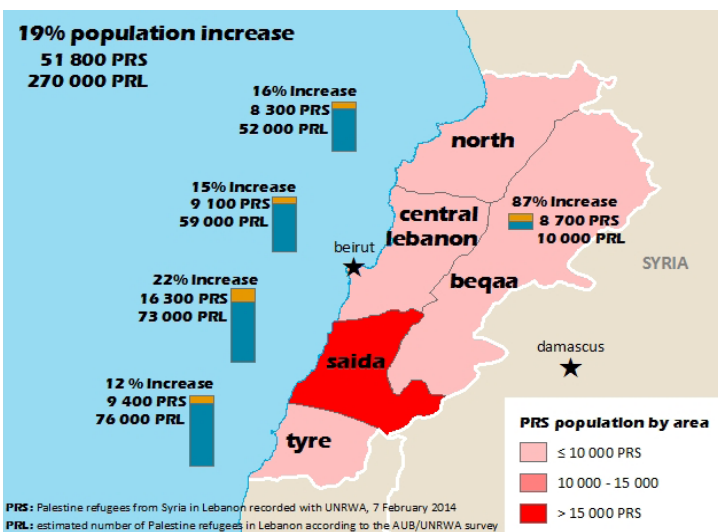 19% population increase
51 800 PRS
270 000 PRL
16% Increase
8 300 PRS
52 000 PRL
north
15% Increase
9 100 PRS
59 000 PRL
87% Increase
8 700 PRS
10 000 PRL
central
lebanon
beirut
SYRIA
beqaa
22% Increase
16 300 PRS
73 000 PRL
damascus
saida
12 % Increase
9 400 PRS
76 000 PRL
tyre
PRS population by area
≤ 10 000 PRS
10 000 - 15 000
> 15 000 PRS
PRS: Palestine refugees from Syria in Lebanon recorded with UNRWA, 7 February 2014
PRL: estimated number of Palestine refugees in Lebanon according to the AUB/UNRWA survey